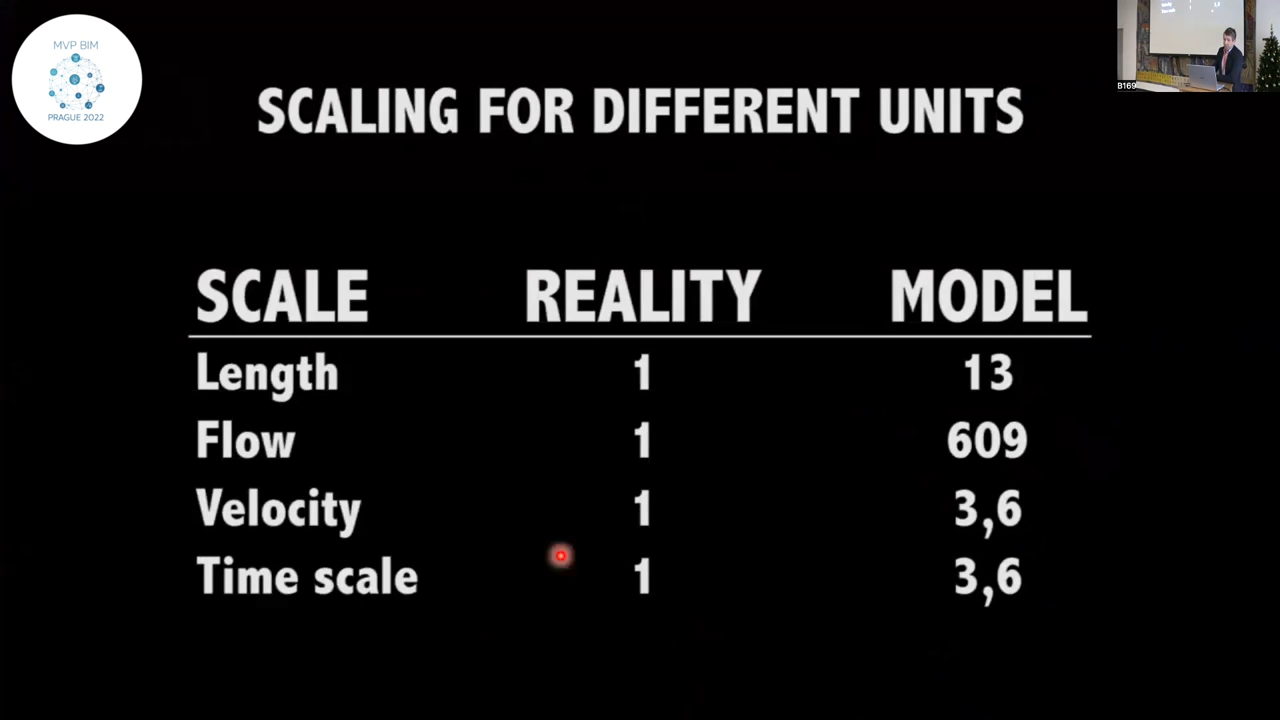 MVP BIM
PRAGUE 2022
B169
SCALING FOR DIFFERENT UNITS
SCALE REALITY MODEL
Length 1 13
Flow 1 609
Velocity 1 3,6
Time scale 1 3,6